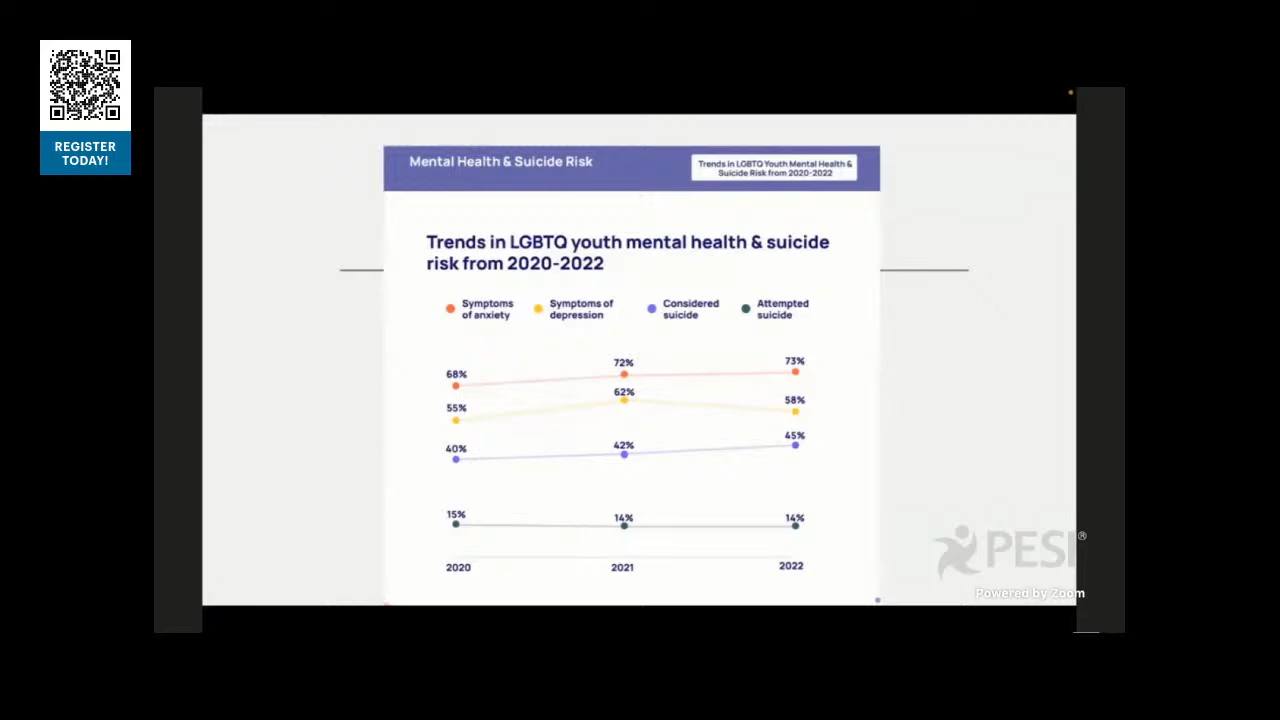 REGISTER
TODAY!
Mental Health & Suicide Risk
Trends in LGBTQ Youth Mental Health &
Suicide Risk from 2020-2022
Trends in LGBTQ youth mental health & suicide
risk from 2020-2022
Symptoms
of anxiety
Symptoms of
depression
Considered
suicide
Attempted
suicide
68%
72%
73%
55%
62%
58%
40%
42%
45%
15%
14%
14%
2020
2021
2022
PESI®
Powered by Zoom